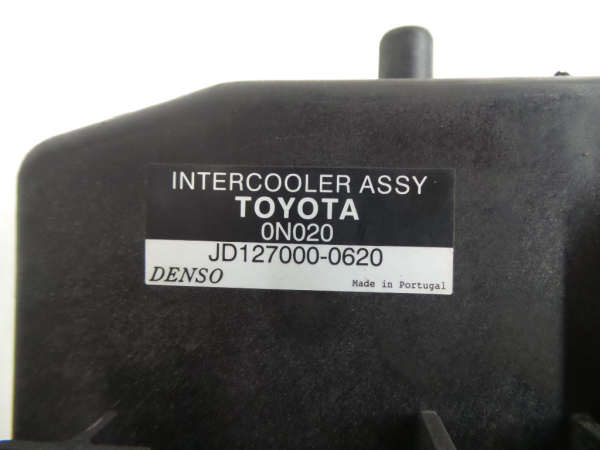 INTERCOOLER ASSY
TOYOTA
0N020
JD127000-0620
DENSO
Made in Portugal